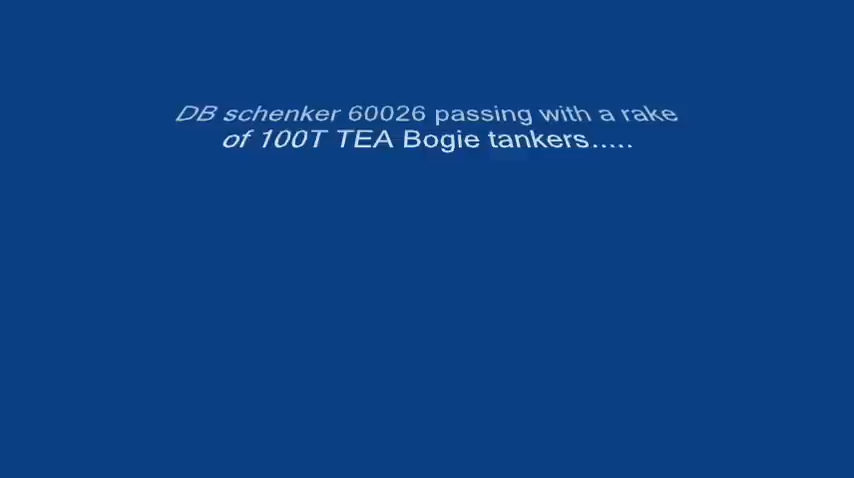 DB schenker 60026 passing with a rake
of 100T TEA Bogie tankers.....